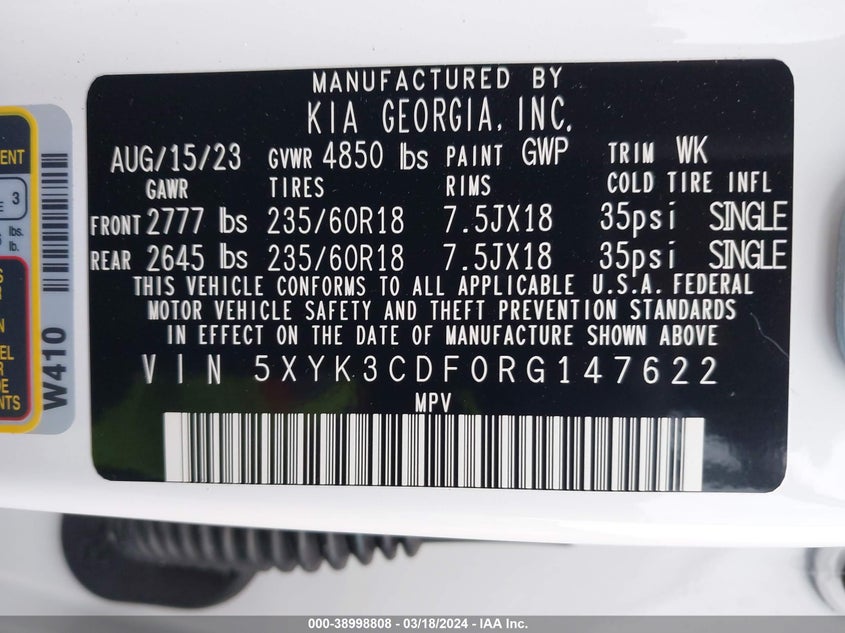 MANUFACTURED BY
KIA GEORGIA, INC.
AUG/15/23 GVWR 4850 lbs PAINT GWP TRIM WK
GAWR TIRES RIMS COLD TIRE INFL
FRONT 2777 lbs 235/60R18 7.5JX18 35psi SINGLE
REAR 2645 lbs 235/60R18 7.5JX18 35psi SINGLE
THIS VEHICLE CONFORMS TO ALL APPLICABLE U.S.A. FEDERAL
MOTOR VEHICLE SAFETY AND THEFT PREVENTION STANDARDS
IN EFFECT ON THE DATE OF MANUFACTURE SHOWN ABOVE
VIN 5XYK3CDF0RG147622
MPV
W410
3
lbs.
lb.
000-38998808 - 03/18/2024 - IAA Inc.